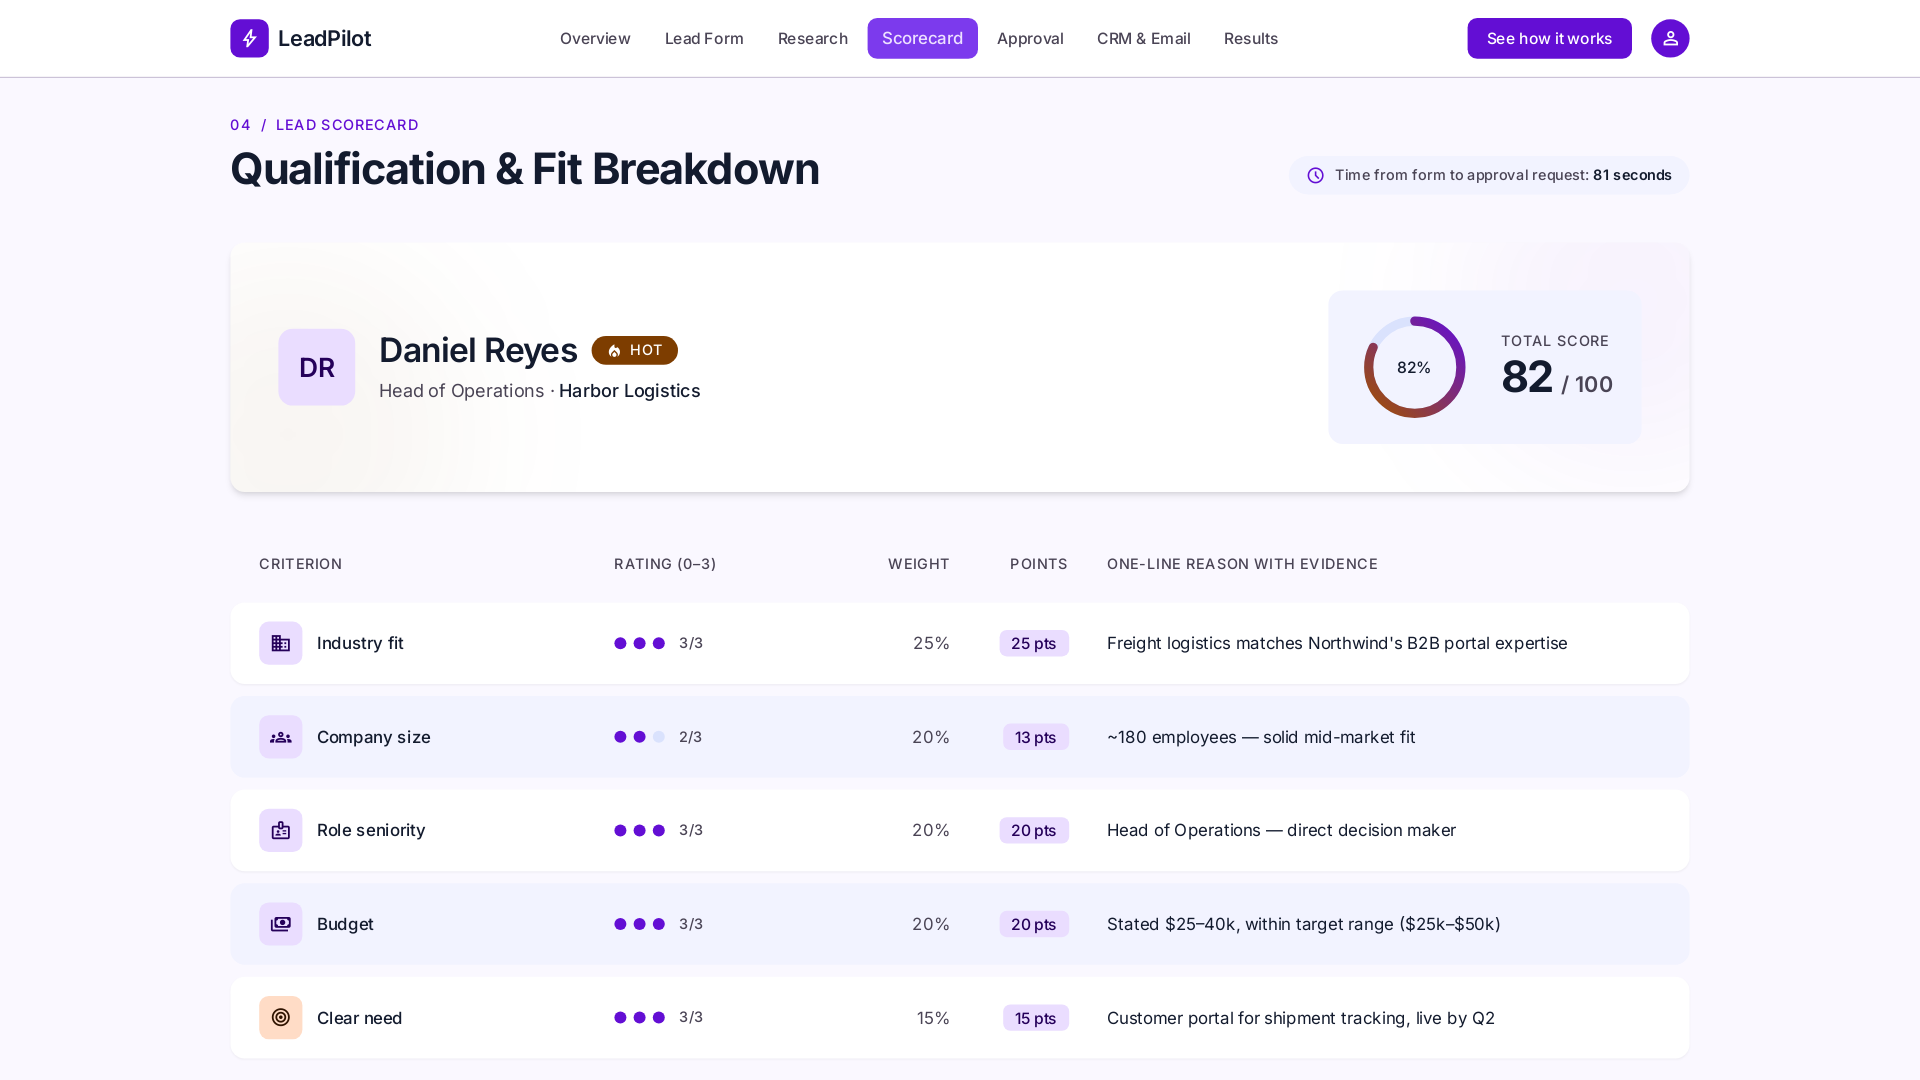 LeadPilot
Overview Lead Form Research Scorecard Approval CRM & Email Results
See how it works
04 / LEAD SCORECARD
Qualification & Fit Breakdown
Time from form to approval request: 81 seconds
DR
Daniel Reyes HOT
Head of Operations · Harbor Logistics
82%
TOTAL SCORE
82 / 100
CRITERION RATING (0–3) WEIGHT POINTS ONE-LINE REASON WITH EVIDENCE
Industry fit 3/3 25% 25 pts Freight logistics matches Northwind's B2B portal expertise
Company size 2/3 20% 13 pts ~180 employees — solid mid-market fit
Role seniority 3/3 20% 20 pts Head of Operations — direct decision maker
Budget 3/3 20% 20 pts Stated $25–40k, within target range ($25k–$50k)
Clear need 3/3 15% 15 pts Customer portal for shipment tracking, live by Q2